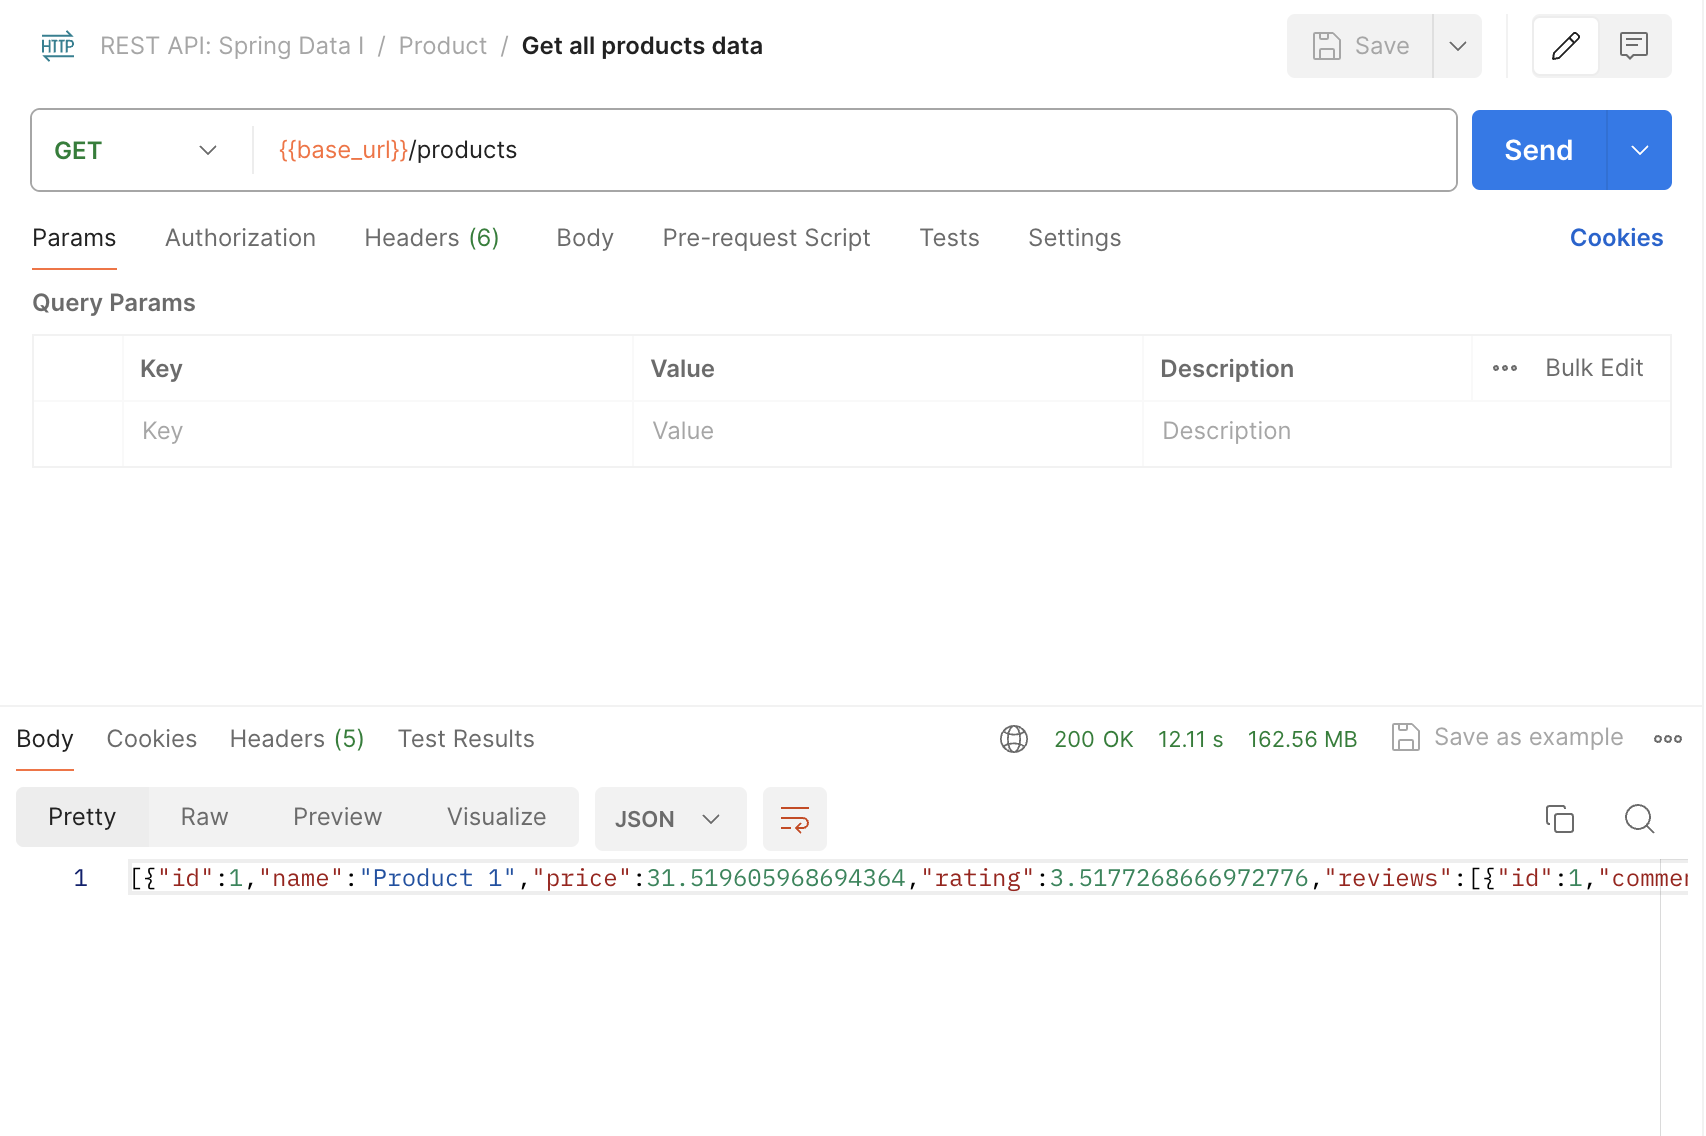 HTTP REST API: Spring Data I / Product / Get all products data Save
GET {{base_url}}/products Send
Params Authorization Headers (6) Body Pre-request Script Tests Settings Cookies
Query Params
Key Value Description Bulk Edit
Key Value Description
Body Cookies Headers (5) Test Results 200 OK 12.11 s 162.56 MB Save as example
Pretty Raw Preview Visualize JSON
1 [{"id":1,"name":"Product 1","price":31.519605968694364,"rating":3.5177268666972776,"reviews":[{"id":1,"commen